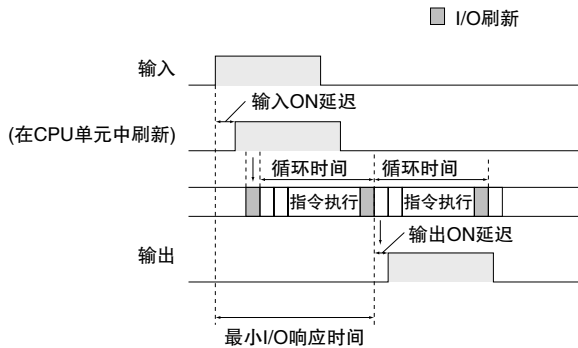 I/O刷新
输入
输入ON延迟
(在CPU单元中刷新)
循环时间 循环时间
指令执行 指令执行
输出ON延迟
输出
最小I/O响应时间